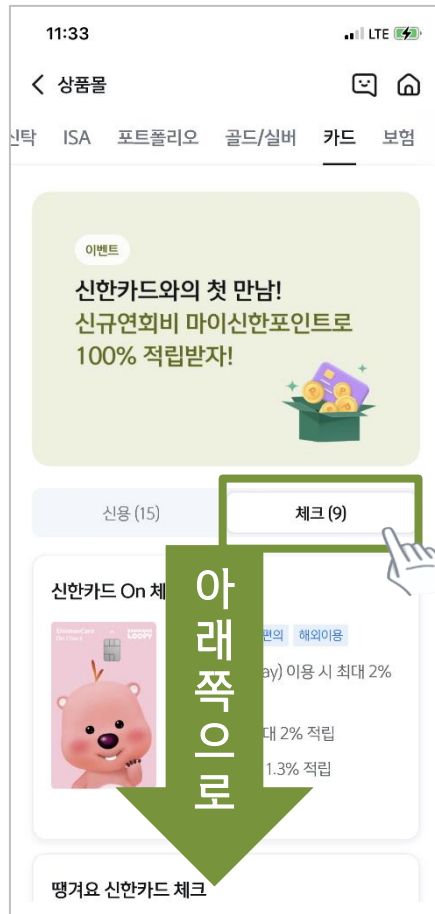 11:33
LTE
상품몰
신탁 ISA 포트폴리오 골드/실버 카드 보험
이벤트
신한카드와의 첫 만남!
신규연회비 마이신한포인트로
100% 적립받자!
신용 (15)
체크 (9)
신한카드 On 체
ShinhanCard
On Check
LOOPY
편의 해외이용
ay) 이용 시 최대 2%
대 2% 적립
1.3% 적립
아래쪽으로
땡겨요 신한카드 체크